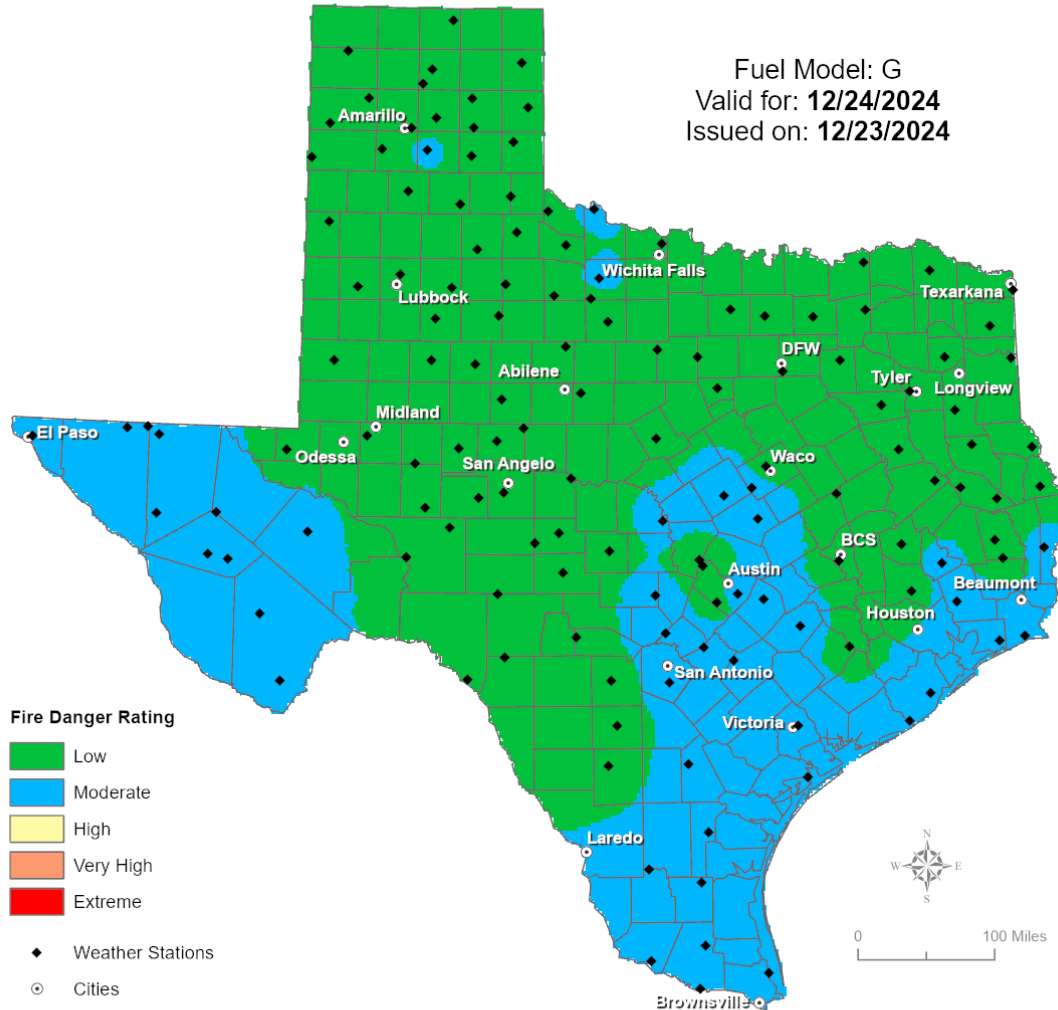 Fuel Model: G
Valid for: 12/24/2024
Issued on: 12/23/2024
Amarillo
Wichita Falls
Lubbock
Texarkana
DFW
Abilene
Tyler
Longview
Midland
El Paso
Odessa
Waco
San Angelo
BCS
Austin
Beaumont
Houston
San Antonio
Victoria
Laredo
Brownsville
Fire Danger Rating
Low
Moderate
High
Very High
Extreme
Weather Stations
Cities
N
W E
S
0 100 Miles